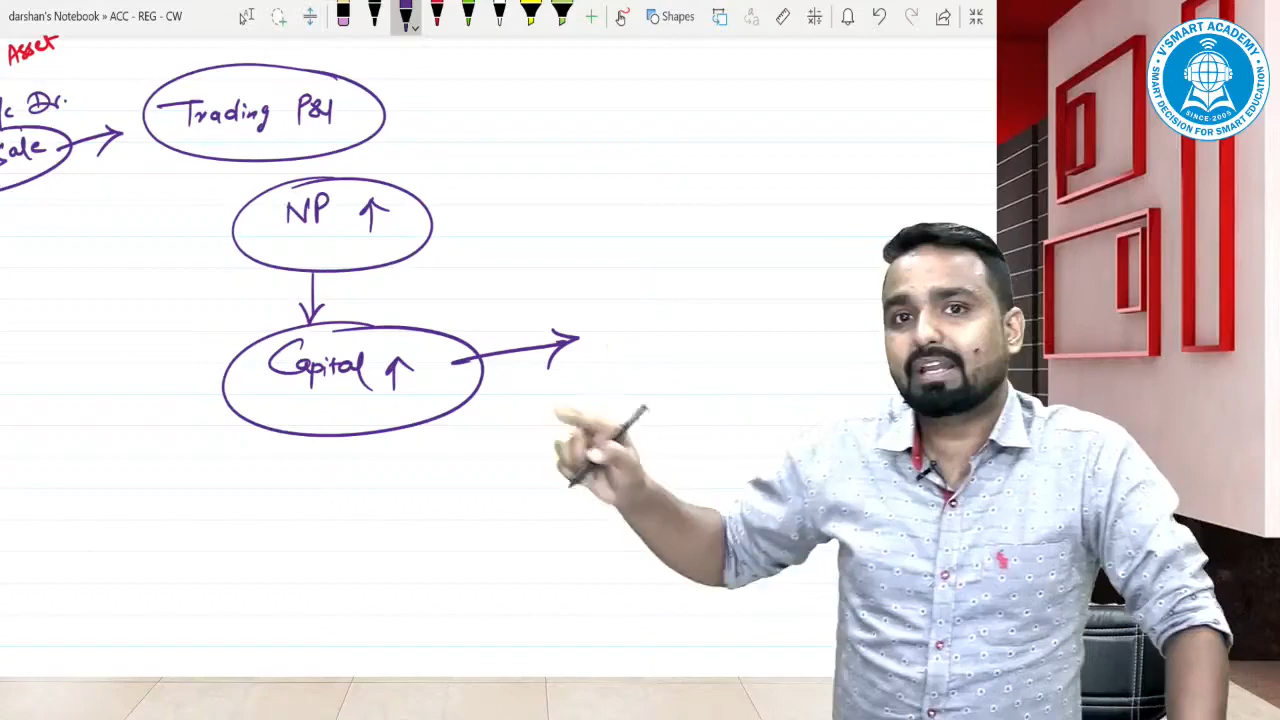 darshan's Notebook » ACC - REG - CW
Shapes
Asset
Dr.
Sale
Trading P&L
NP ↑
Capital ↑
V'SMART ACADEMY
SINCE-2005
SMART DECISION FOR SMART EDUCATION